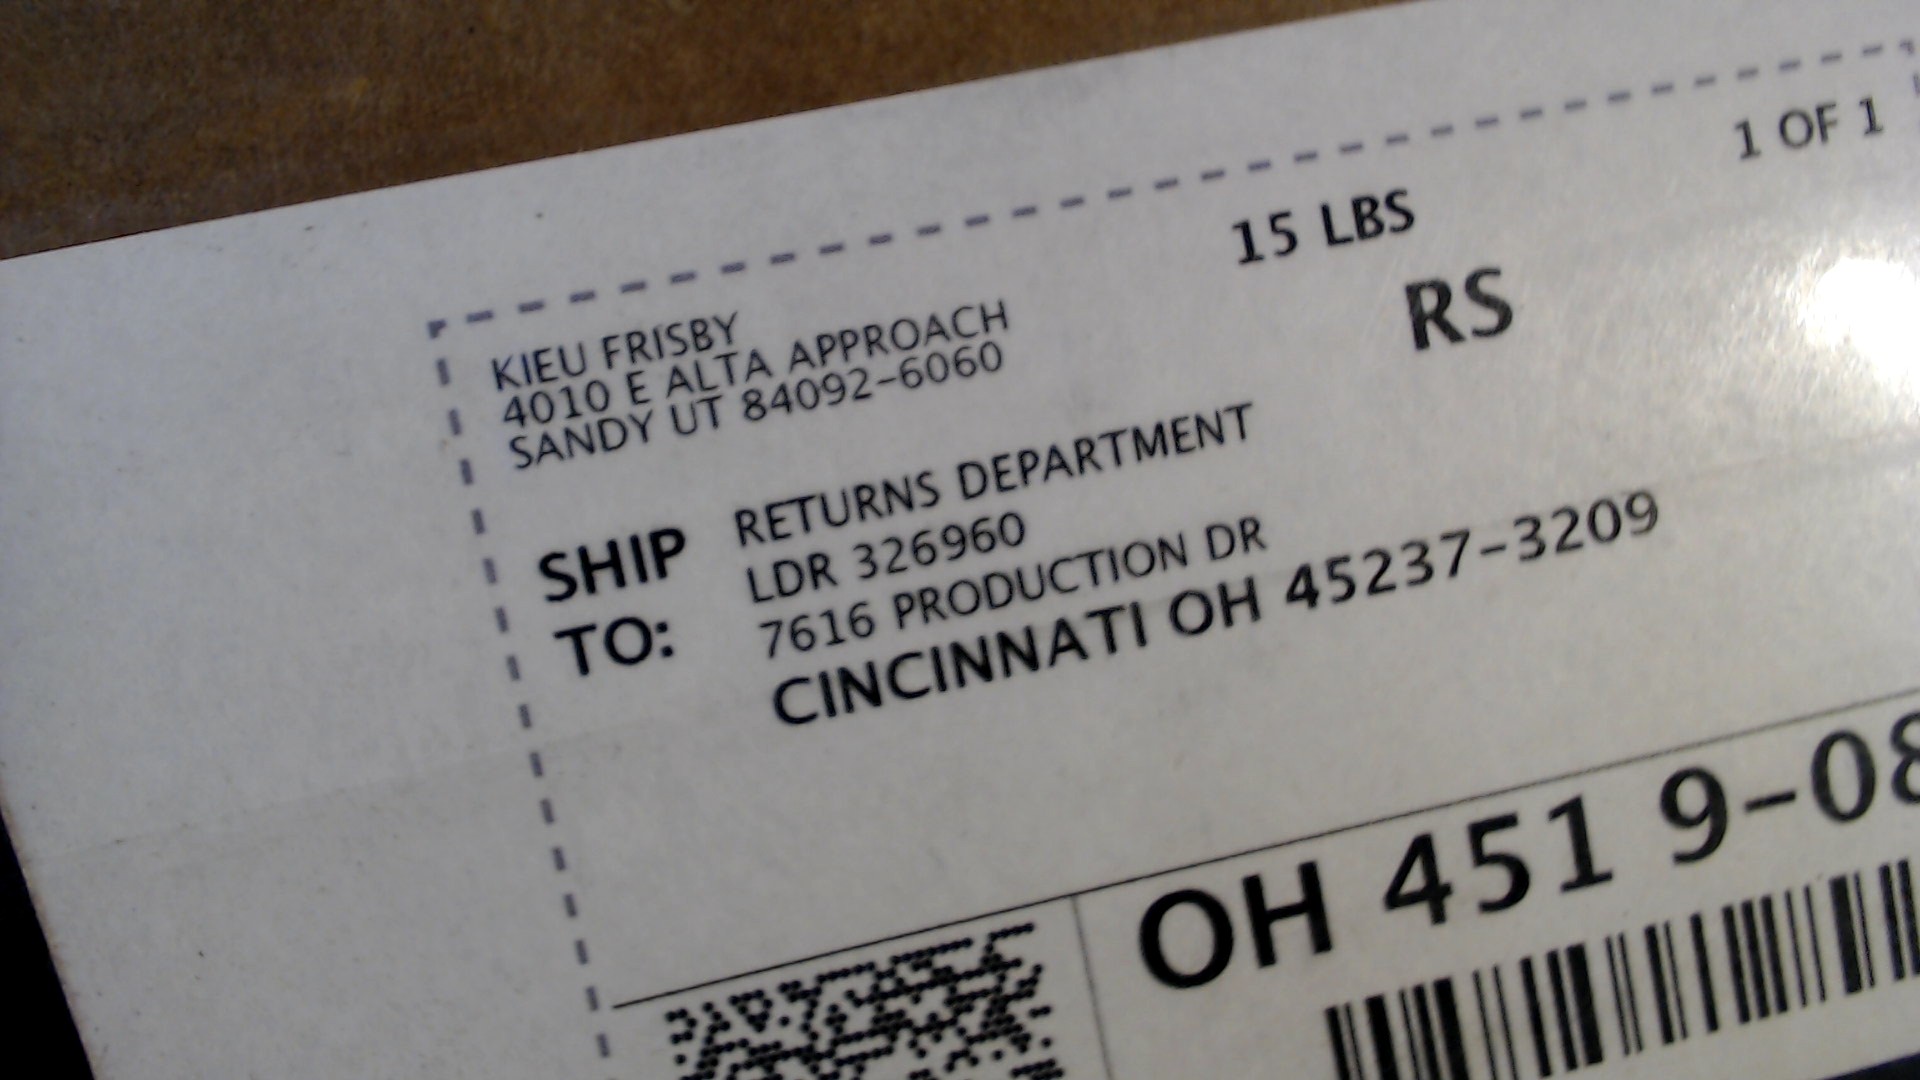 1 OF 1
15 LBS
RS
KIEU FRISBY
4010 E ALTA APPROACH
SANDY UT 84092-6060
SHIP TO:
RETURNS DEPARTMENT
LDR 326960
7616 PRODUCTION DR
CINCINNATI OH 45237-3209
OH 451 9-08